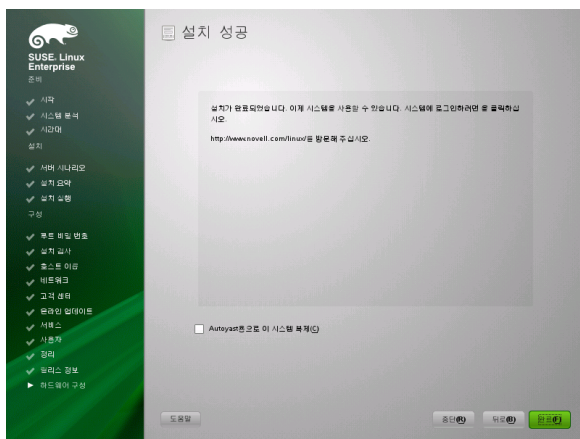 SUSE. Linux
Enterprise
준비
시작
시스템 분석
시간대
설치
서버 시나리오
설치 요약
설치 실행
구성
루트 비밀 번호
설치 검사
호스트 이름
네트워크
고객 센터
온라인 업데이트
서비스
사용자
정리
릴리스 정보
하드웨어 구성
설치 성공
설치가 완료되었습니다. 이제 시스템을 사용할 수 있습니다. 시스템에 로그인하려면 을 클릭하십
시오.
http://www.novell.com/linux/를 방문해 주십시오.
Autoyast용으로 이 시스템 복제(C)
도움말
중단(R)
뒤로(B)
완료(F)